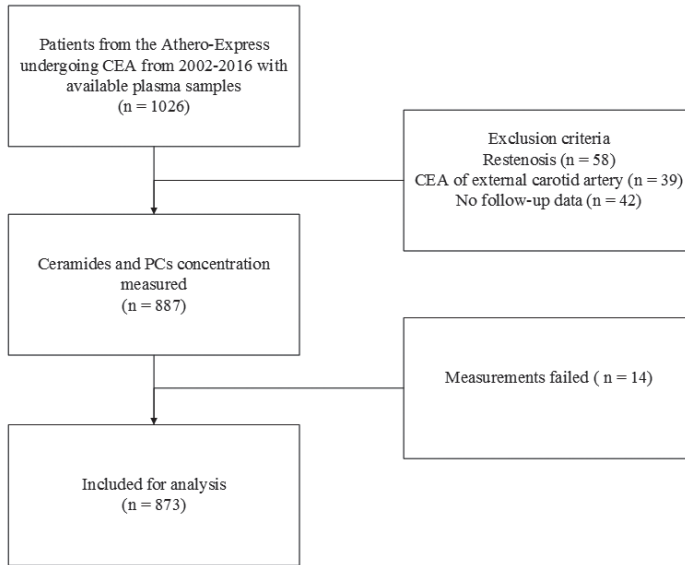 Patients from the Athero-Express
undergoing CEA from 2002-2016 with
available plasma samples
(n = 1026)
Exclusion criteria
Restenosis (n = 58)
CEA of external carotid artery (n = 39)
No follow-up data (n = 42)
Ceramides and PCs concentration
measured
(n = 887)
Measurements failed ( n = 14)
Included for analysis
(n = 873)